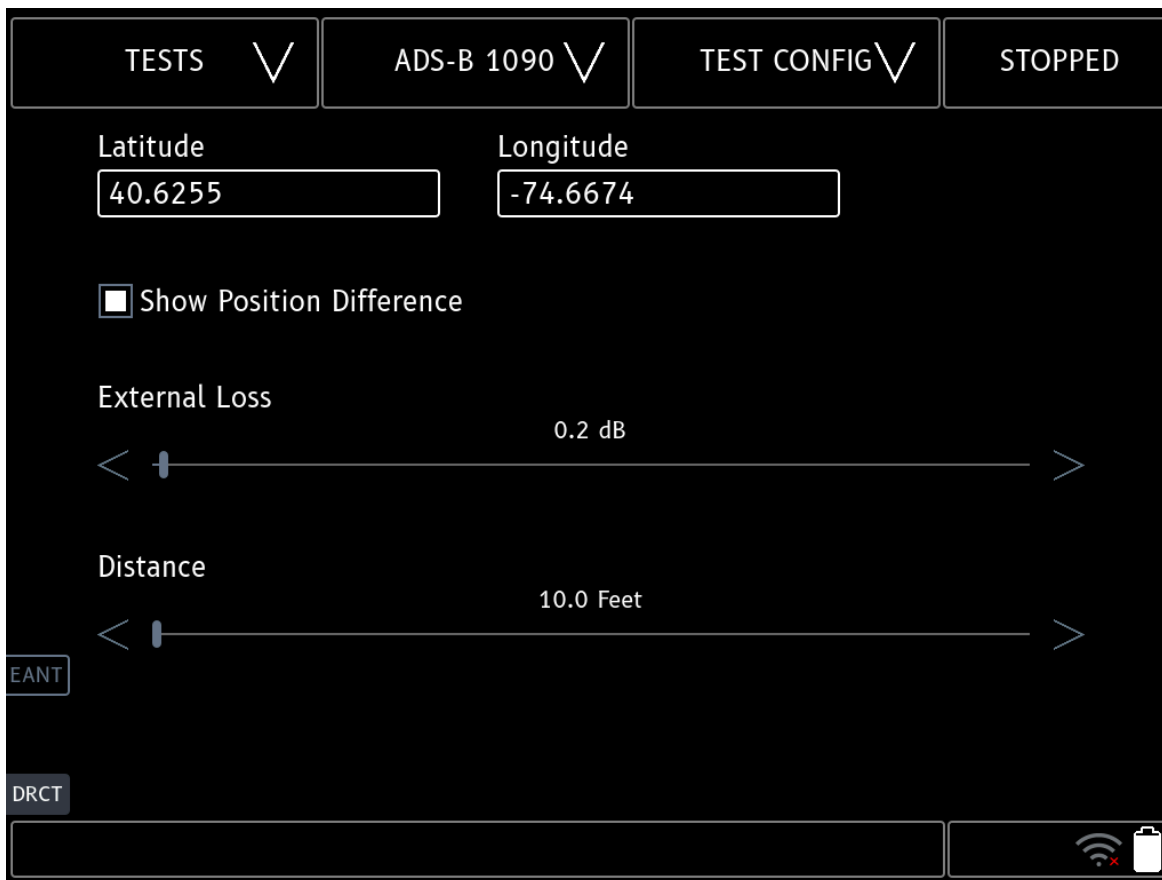 TESTS ADS-B 1090 TEST CONFIG STOPPED
Latitude Longitude
40.6255 -74.6674
Show Position Difference
External Loss
0.2 dB
Distance
10.0 Feet
EANT
DRCT